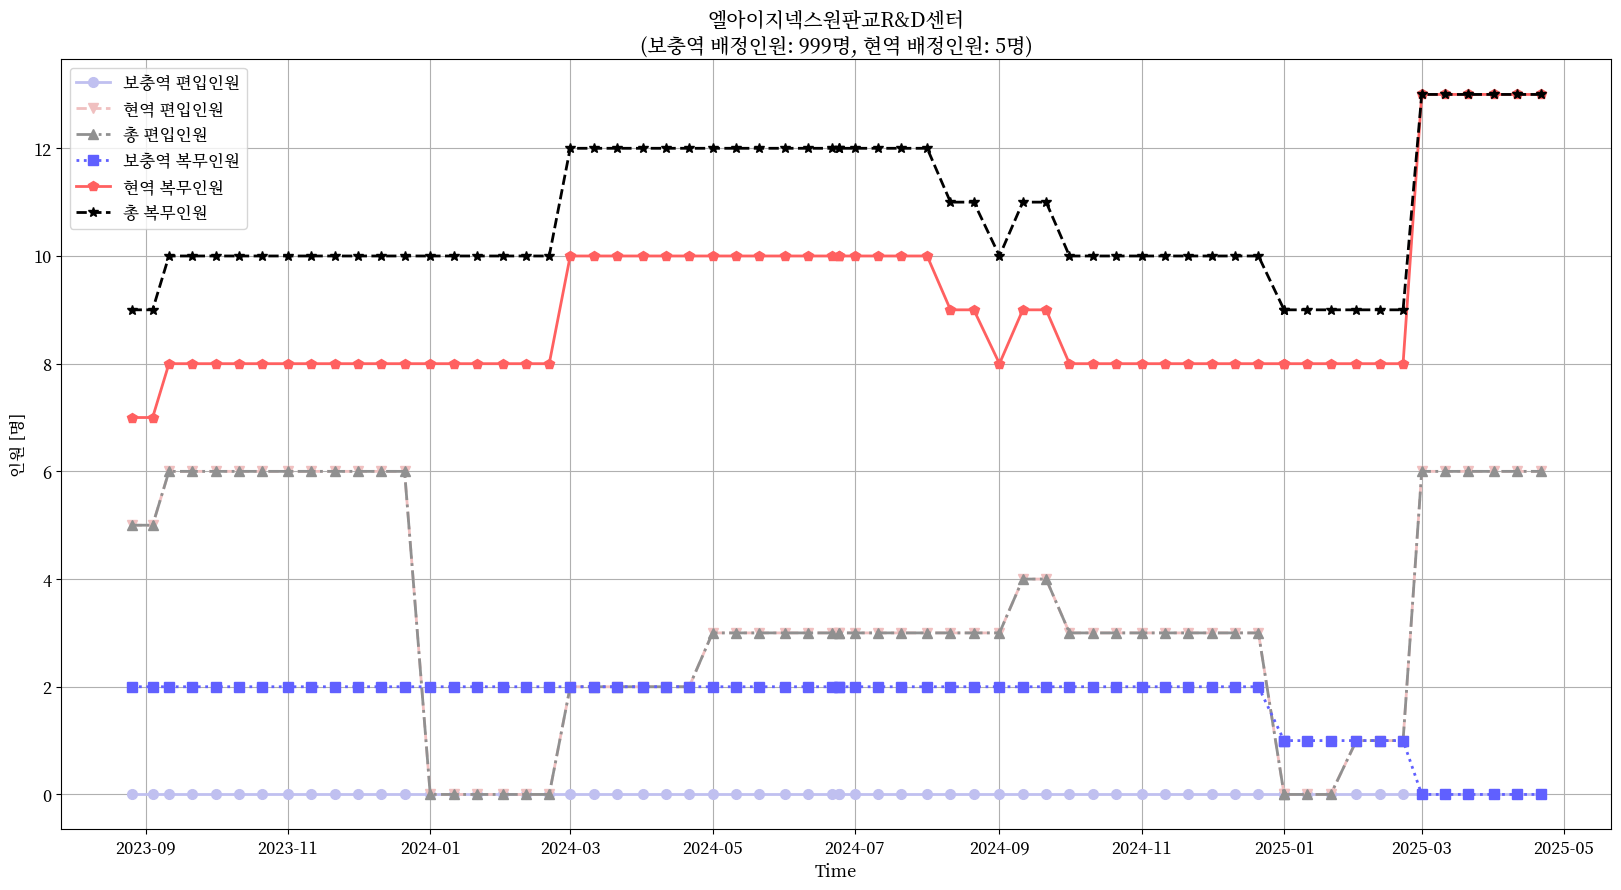 엘아이지넥스원판교R&D센터
(보충역 배정인원: 999명, 현역 배정인원: 5명)
보충역 편입인원
현역 편입인원
총 편입인원
보충역 복무인원
현역 복무인원
총 복무인원
인원 [명]
12
10
8
6
4
2
0
2023-09
2023-11
2024-01
2024-03
2024-05
2024-07
2024-09
2024-11
2025-01
2025-03
2025-05
Time